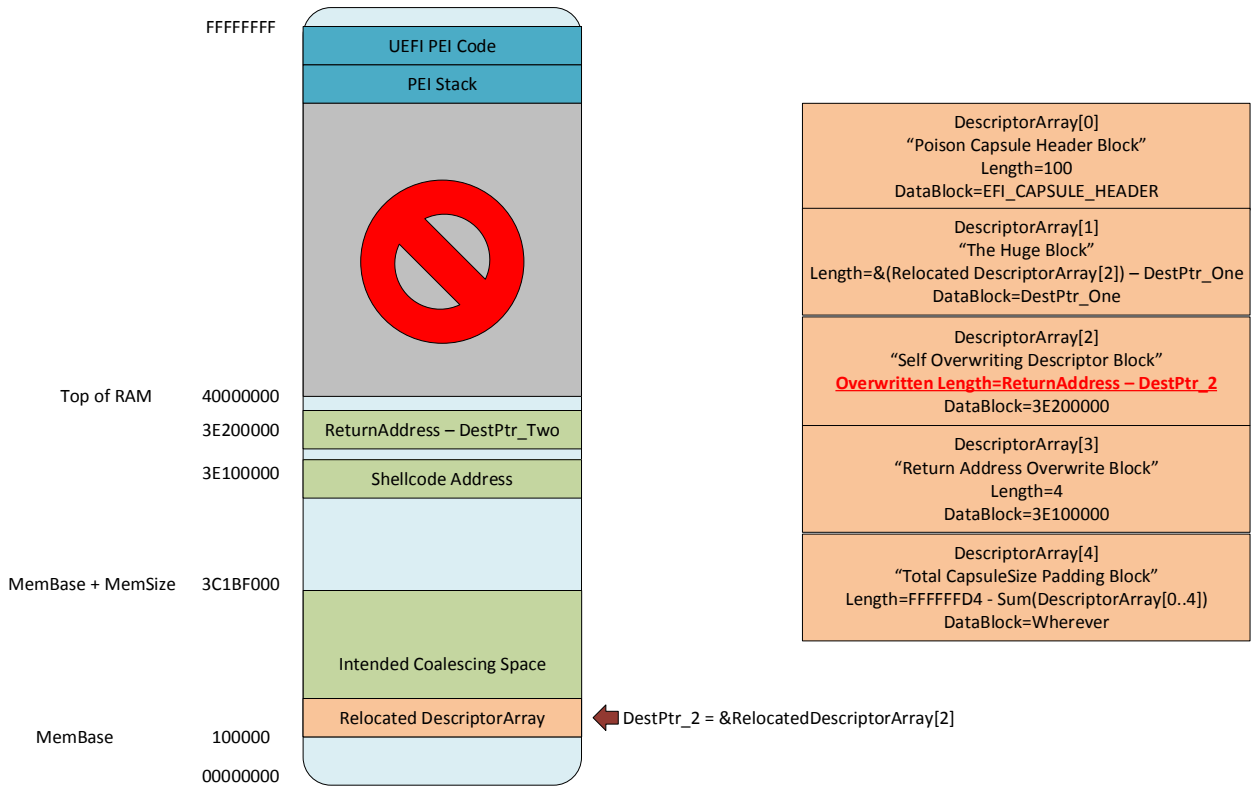 FFFFFFFF
UEFI PEI Code
PEI Stack
Top of RAM
40000000
3E200000
ReturnAddress – DestPtr_Two
3E100000
Shellcode Address
MemBase + MemSize
3C1BF000
Intended Coalescing Space
Relocated DescriptorArray
DestPtr_2 = &RelocatedDescriptorArray[2]
MemBase
100000
00000000
DescriptorArray[0]
“Poison Capsule Header Block”
Length=100
DataBlock=EFI_CAPSULE_HEADER
DescriptorArray[1]
“The Huge Block”
Length=&(Relocated DescriptorArray[2]) – DestPtr_One
DataBlock=DestPtr_One
DescriptorArray[2]
“Self Overwriting Descriptor Block”
Overwritten Length=ReturnAddress – DestPtr_2
DataBlock=3E200000
DescriptorArray[3]
“Return Address Overwrite Block”
Length=4
DataBlock=3E100000
DescriptorArray[4]
“Total CapsuleSize Padding Block”
Length=FFFFFFD4 - Sum(DescriptorArray[0..4])
DataBlock=Wherever